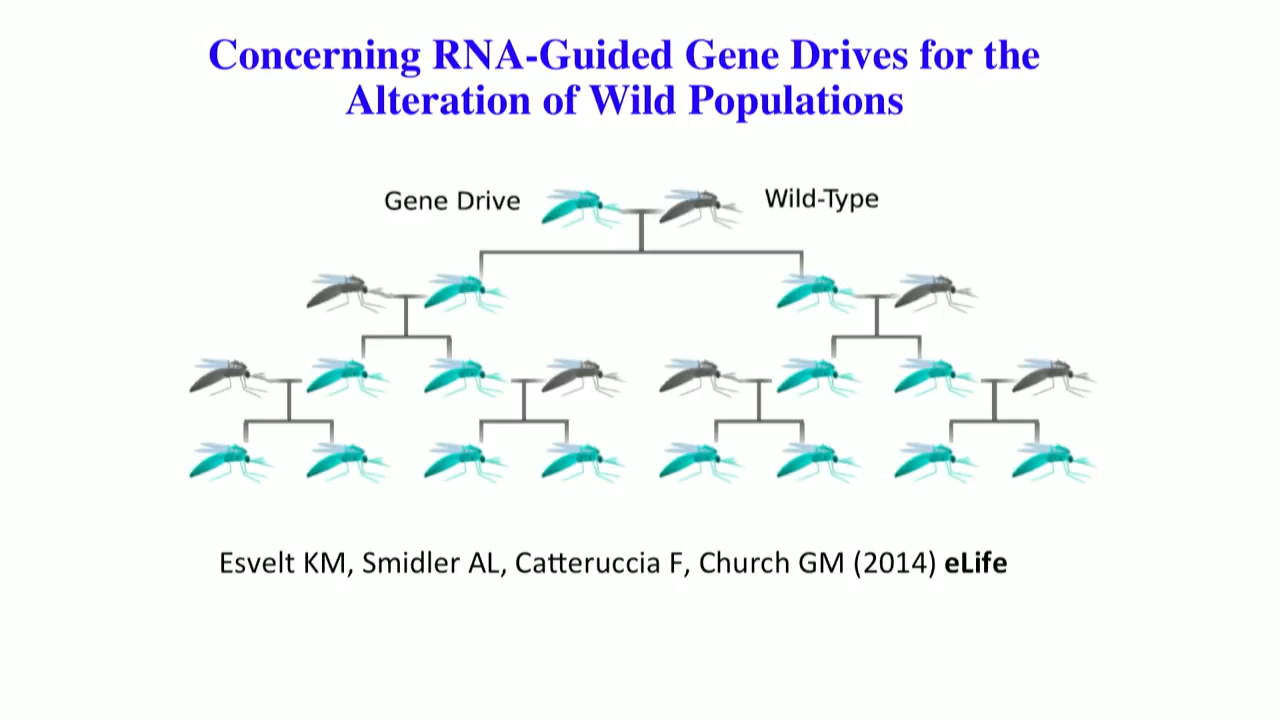 Concerning RNA-Guided Gene Drives for the
Alteration of Wild Populations
Gene Drive
Wild-Type
Esvelt KM, Smidler AL, Catteruccia F, Church GM (2014) eLife